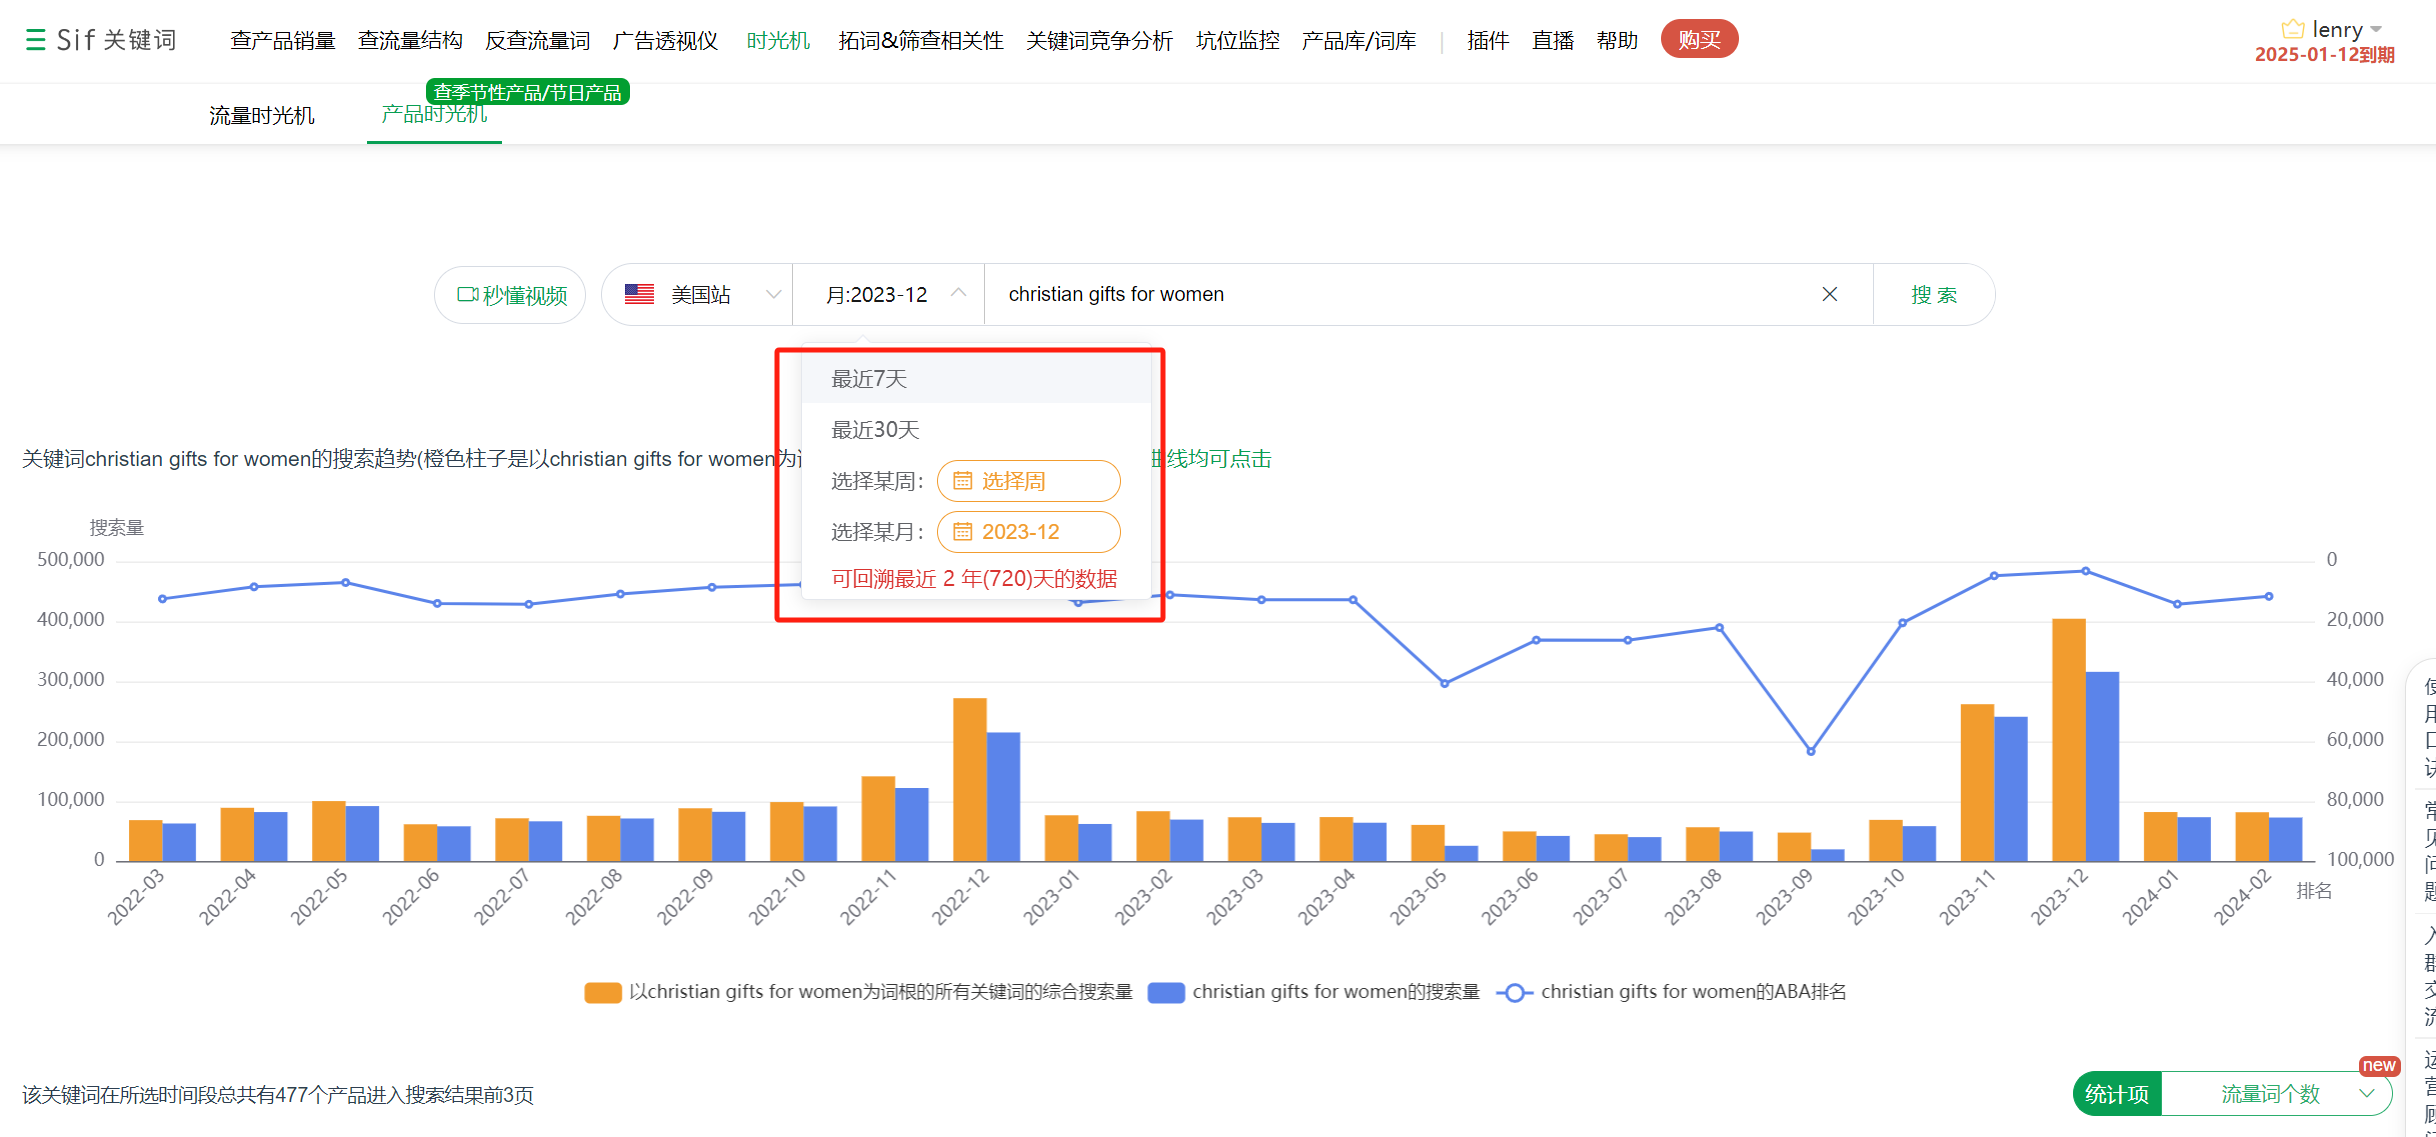 Sif 关键词
查产品销量 查流量结构 反查流量词 广告透视仪 时光机 拓词&筛查相关性 关键词竞争分析 坑位监控 产品库/词库 | 插件 直播 帮助 购买
lenry
2025-01-12到期
查季节性产品/节日产品
流量时光机 产品时光机
秒懂视频 美国站 月:2023-12 christian gifts for women 搜 索
最近7天
最近30天
选择某周: 选择周
选择某月: 2023-12
可回溯最近 2 年(720)天的数据
关键词christian gifts for women的搜索趋势(橙色柱子是以christian gifts for women为 线均可点击
搜索量
500,000
400,000
300,000
200,000
100,000
0
0
20,000
40,000
60,000
80,000
100,000
排名
2022-03 2022-04 2022-05 2022-06 2022-07 2022-08 2022-09 2022-10 2022-11 2022-12 2023-01 2023-02 2023-03 2023-04 2023-05 2023-06 2023-07 2023-08 2023-09 2023-10 2023-11 2023-12 2024-01 2024-02
以christian gifts for women为词根的所有关键词的综合搜索量 christian gifts for women的搜索量 christian gifts for women的ABA排名
该关键词在所选时间段总共有477个产品进入搜索结果前3页
new
统计项 流量词个数
使用口诀
常见问题
入群交流
运营顾